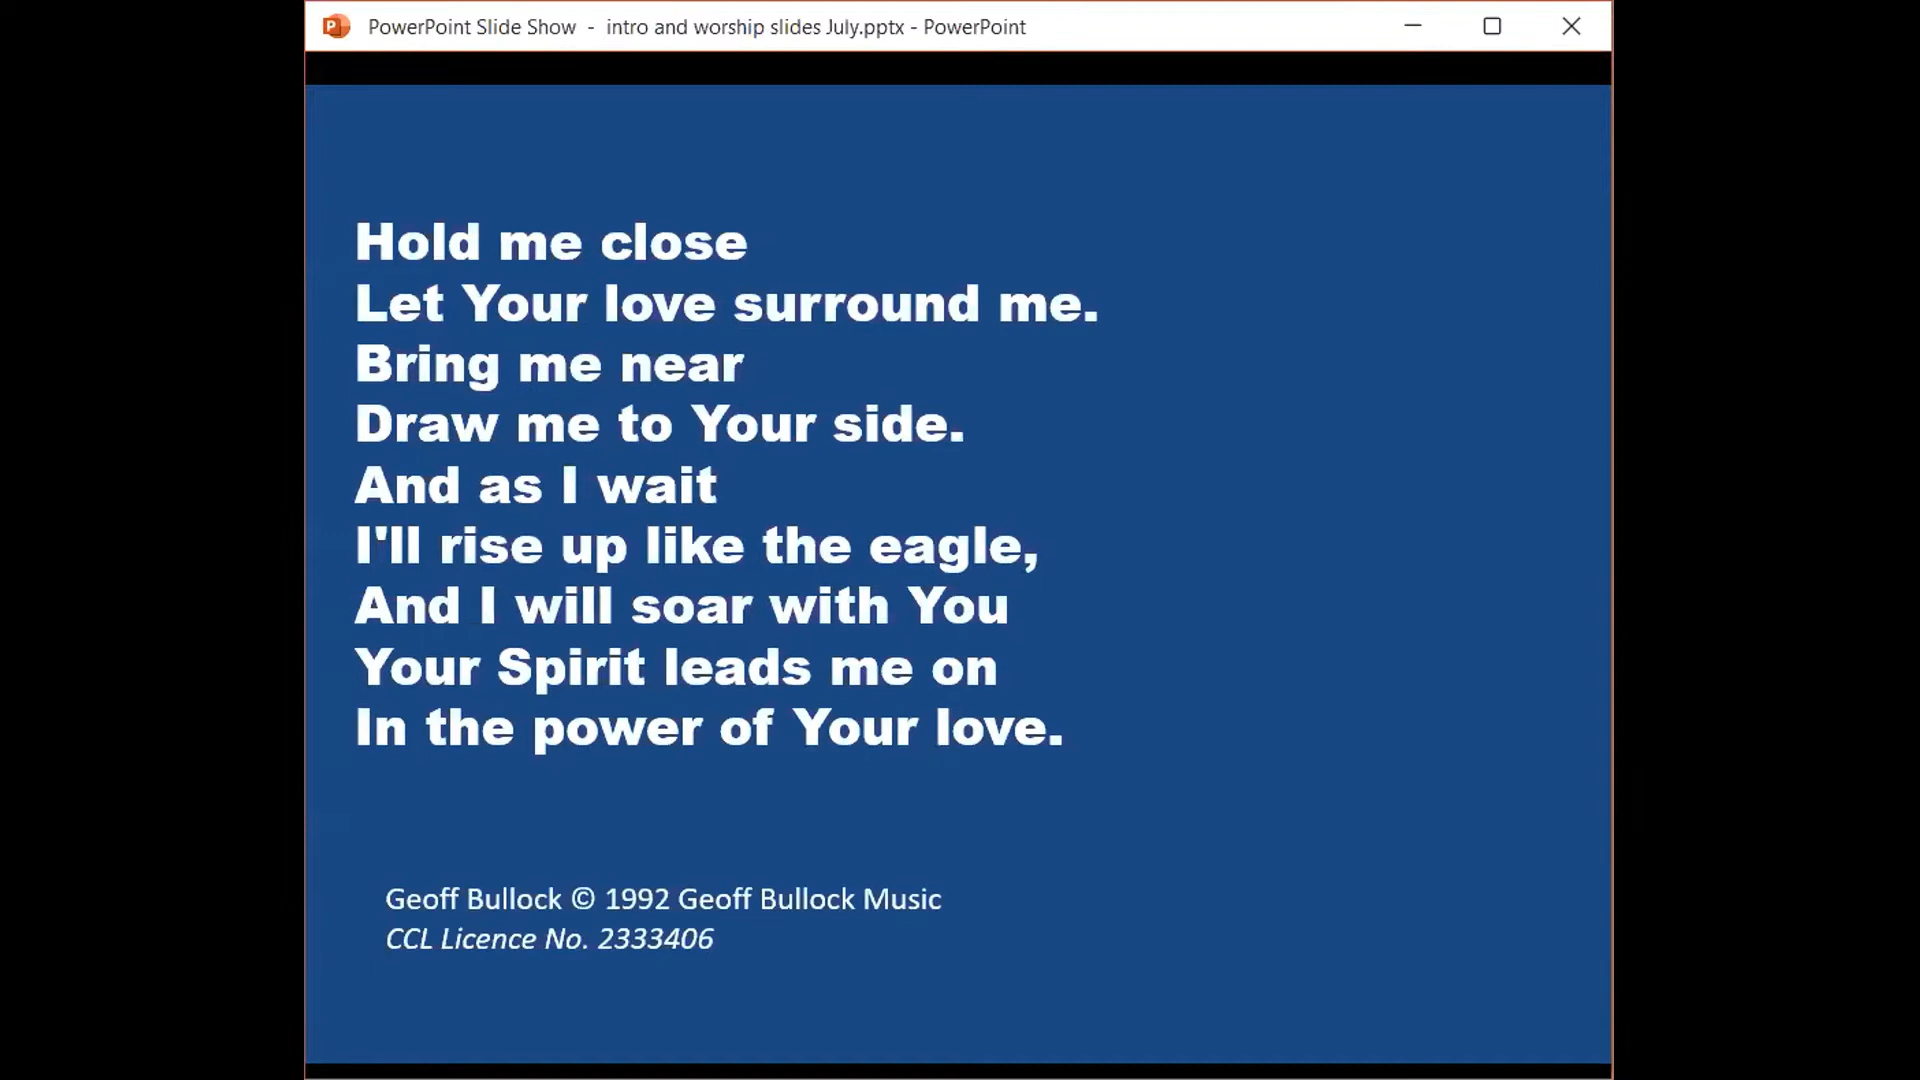 PowerPoint Slide Show - intro and worship slides July.pptx - PowerPoint
Hold me close
Let Your love surround me.
Bring me near
Draw me to Your side.
And as I wait
I'll rise up like the eagle,
And I will soar with You
Your Spirit leads me on
In the power of Your love.
Geoff Bullock © 1992 Geoff Bullock Music
CCL Licence No. 2333406